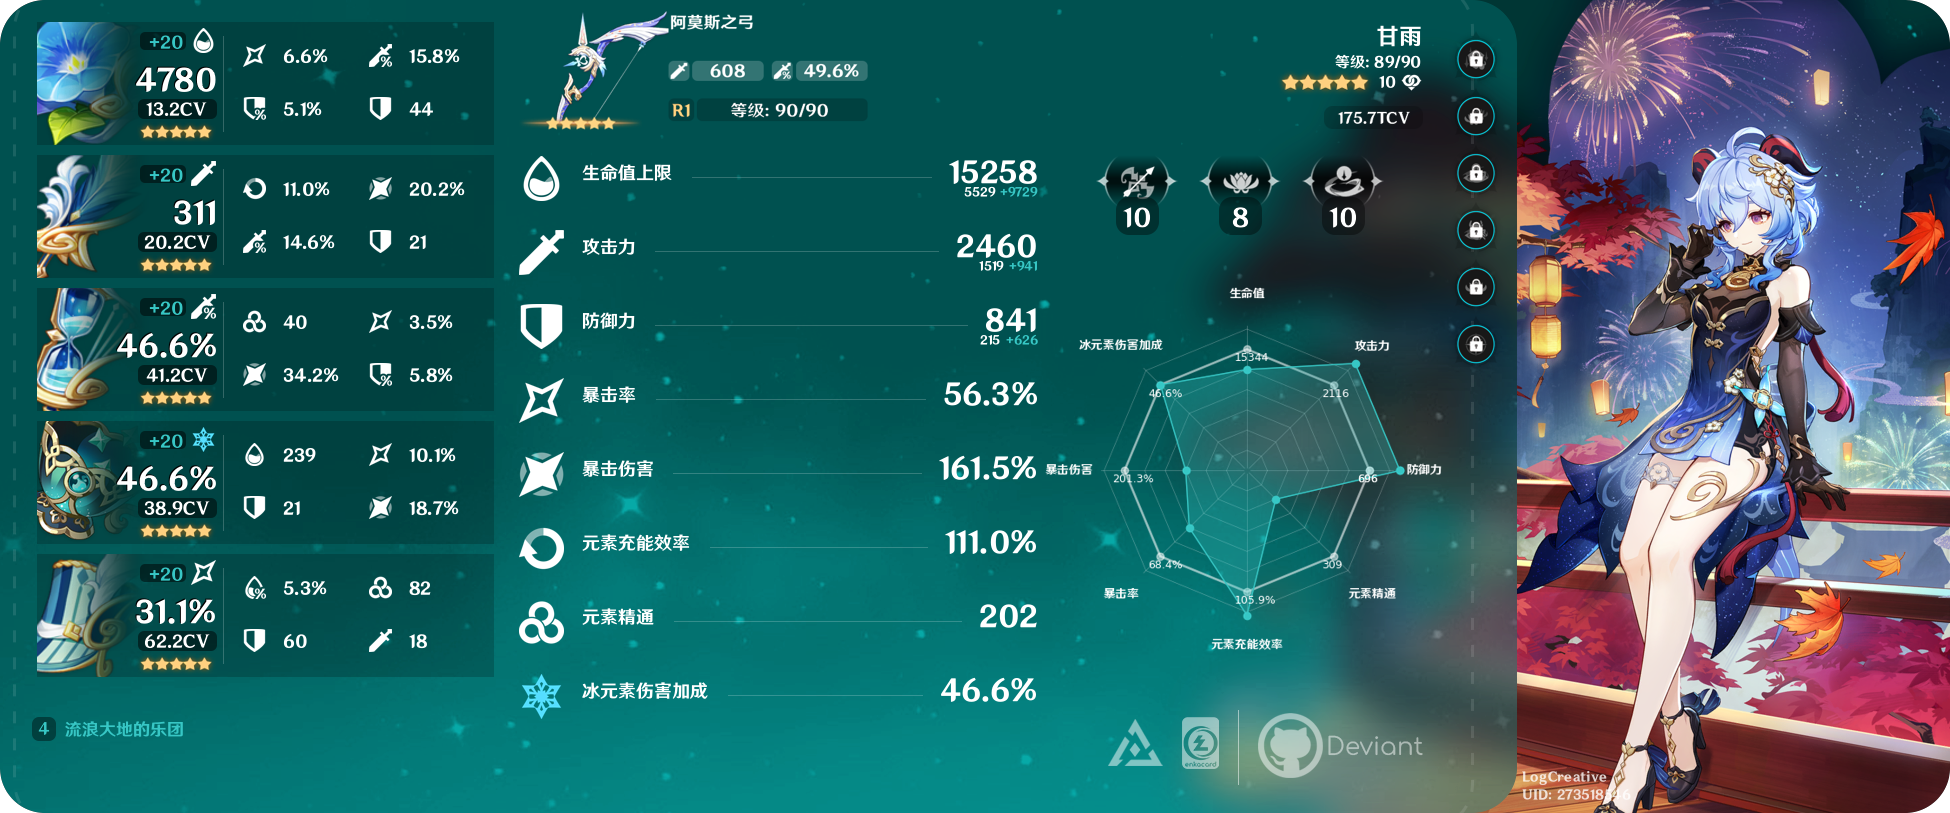 +20
4780
13.2CV
6.6%
15.8%
5.1%
44
+20
311
20.2CV
11.0%
20.2%
14.6%
21
+20
46.6%
41.2CV
40
3.5%
34.2%
5.8%
+20
46.6%
38.9CV
239
10.1%
21
18.7%
+20
31.1%
62.2CV
5.3%
82
60
18
4 流浪大地的乐团
阿莫斯之弓
608 49.6%
R1 等级: 90/90
生命值上限 15258
5529 +9729
攻击力 2460
1519 +941
防御力 841
215 +626
暴击率 56.3%
暴击伤害 161.5%
元素充能效率 111.0%
元素精通 202
冰元素伤害加成 46.6%
甘雨
等级: 89/90
10
175.7TCV
10 8 10
生命值
15344
攻击力
2116
防御力
696
元素精通
309
元素充能效率
105.9%
暴击率
68.4%
暴击伤害
201.3%
冰元素伤害加成
46.6%
enkacard
Deviant
LogCreative
UID: 273518546